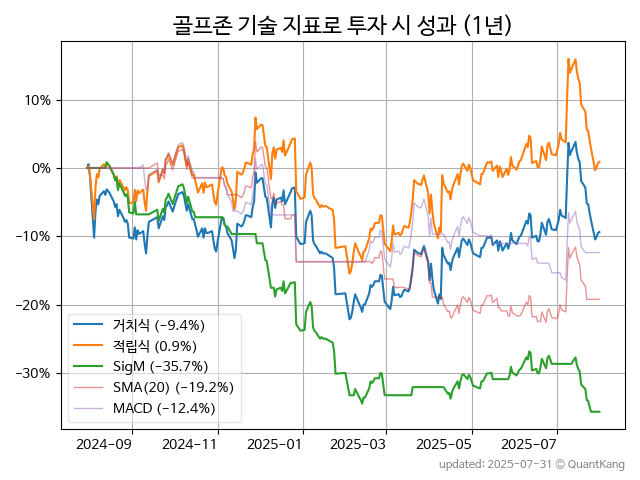 골프존 기술 지표로 투자 시 성과 (1년)
10%
0%
−10%
−20%
−30%
거치식 (−9.4%)
적립식 (0.9%)
SigM (−35.7%)
SMA(20) (−19.2%)
MACD (−12.4%)
2024−09 2024−11 2025−01 2025−03 2025−05 2025−07
updated: 2025-07-31 © QuantKang